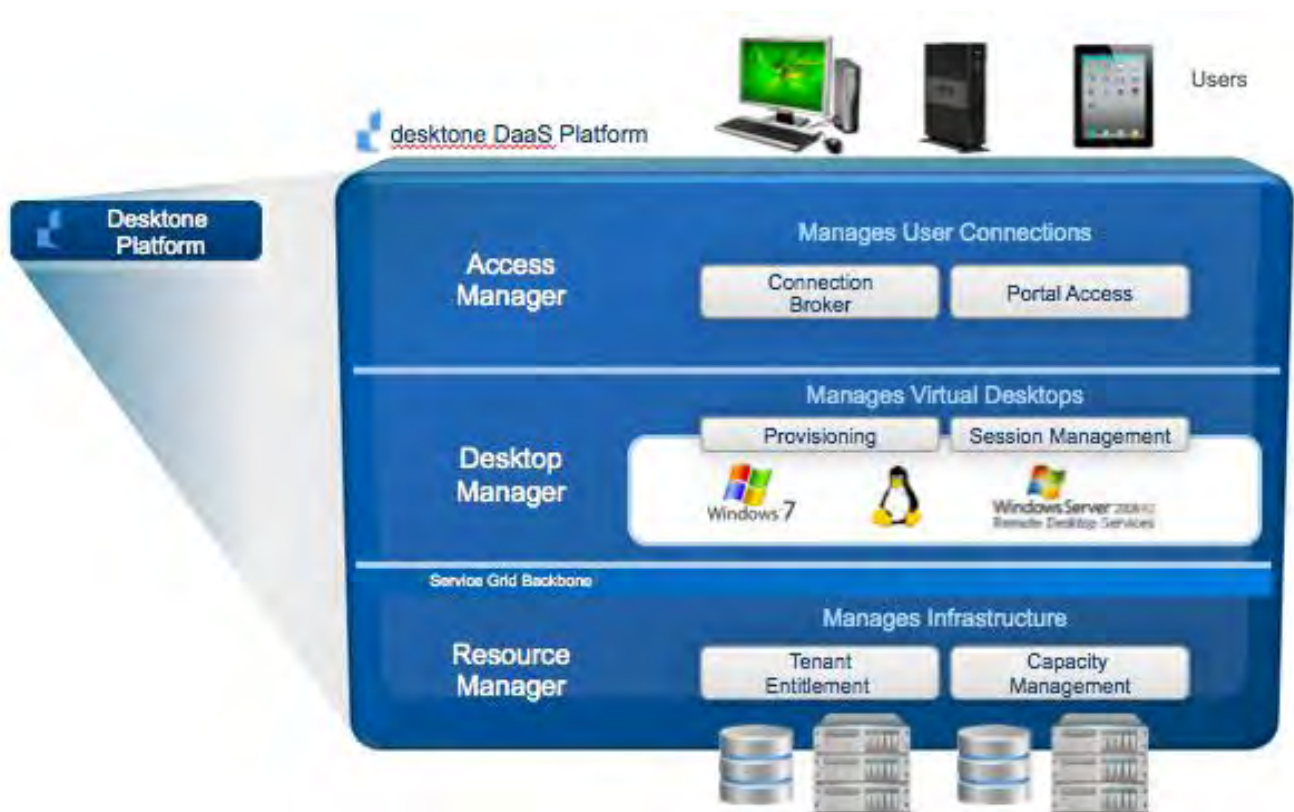 Users
desktone DaaS Platform
Desktone
Platform
Manages User Connections
Access
Manager
Connection
Broker
Portal Access
Manages Virtual Desktops
Provisioning
Session Management
Desktop
Manager
Windows 7
Windows Server 2008 R2
Remote Desktop Services
Service Grid Backbone
Manages Infrastructure
Resource
Manager
Tenant
Entitlement
Capacity
Management